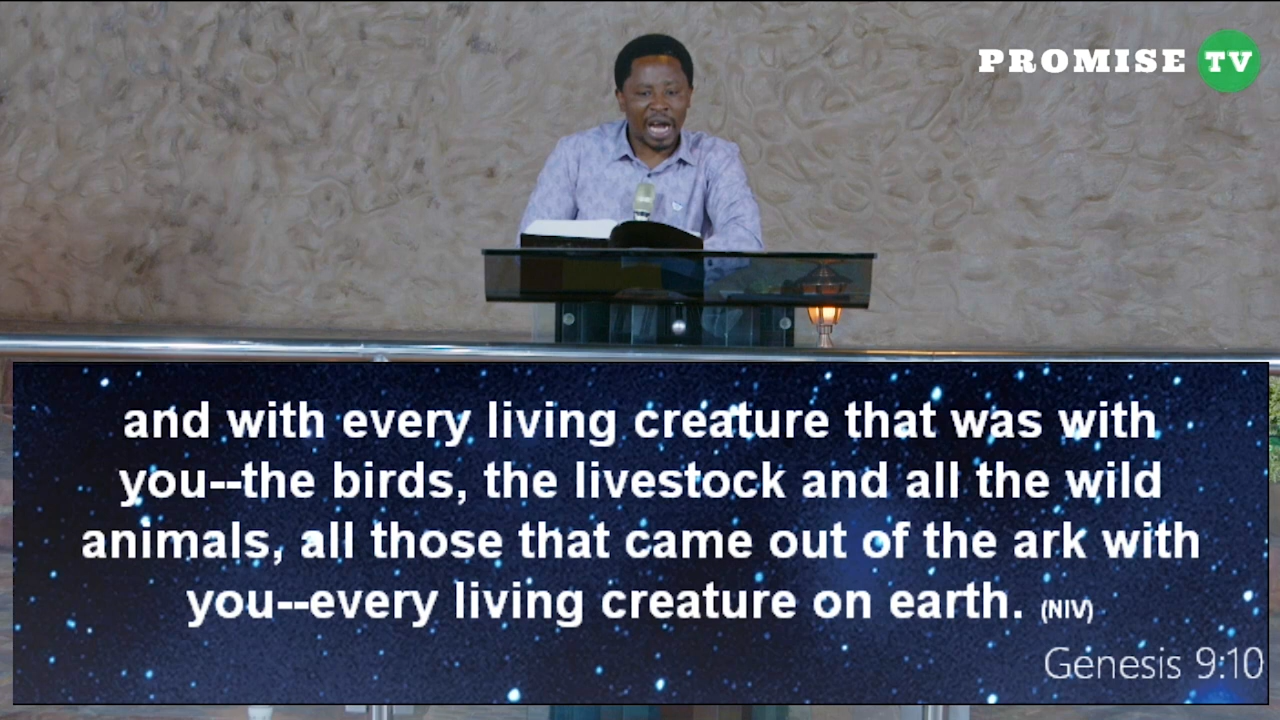 PROMISE TV
and with every living creature that was with
you--the birds, the livestock and all the wild
animals, all those that came out of the ark with
you--every living creature on earth. (NIV)
Genesis 9:10